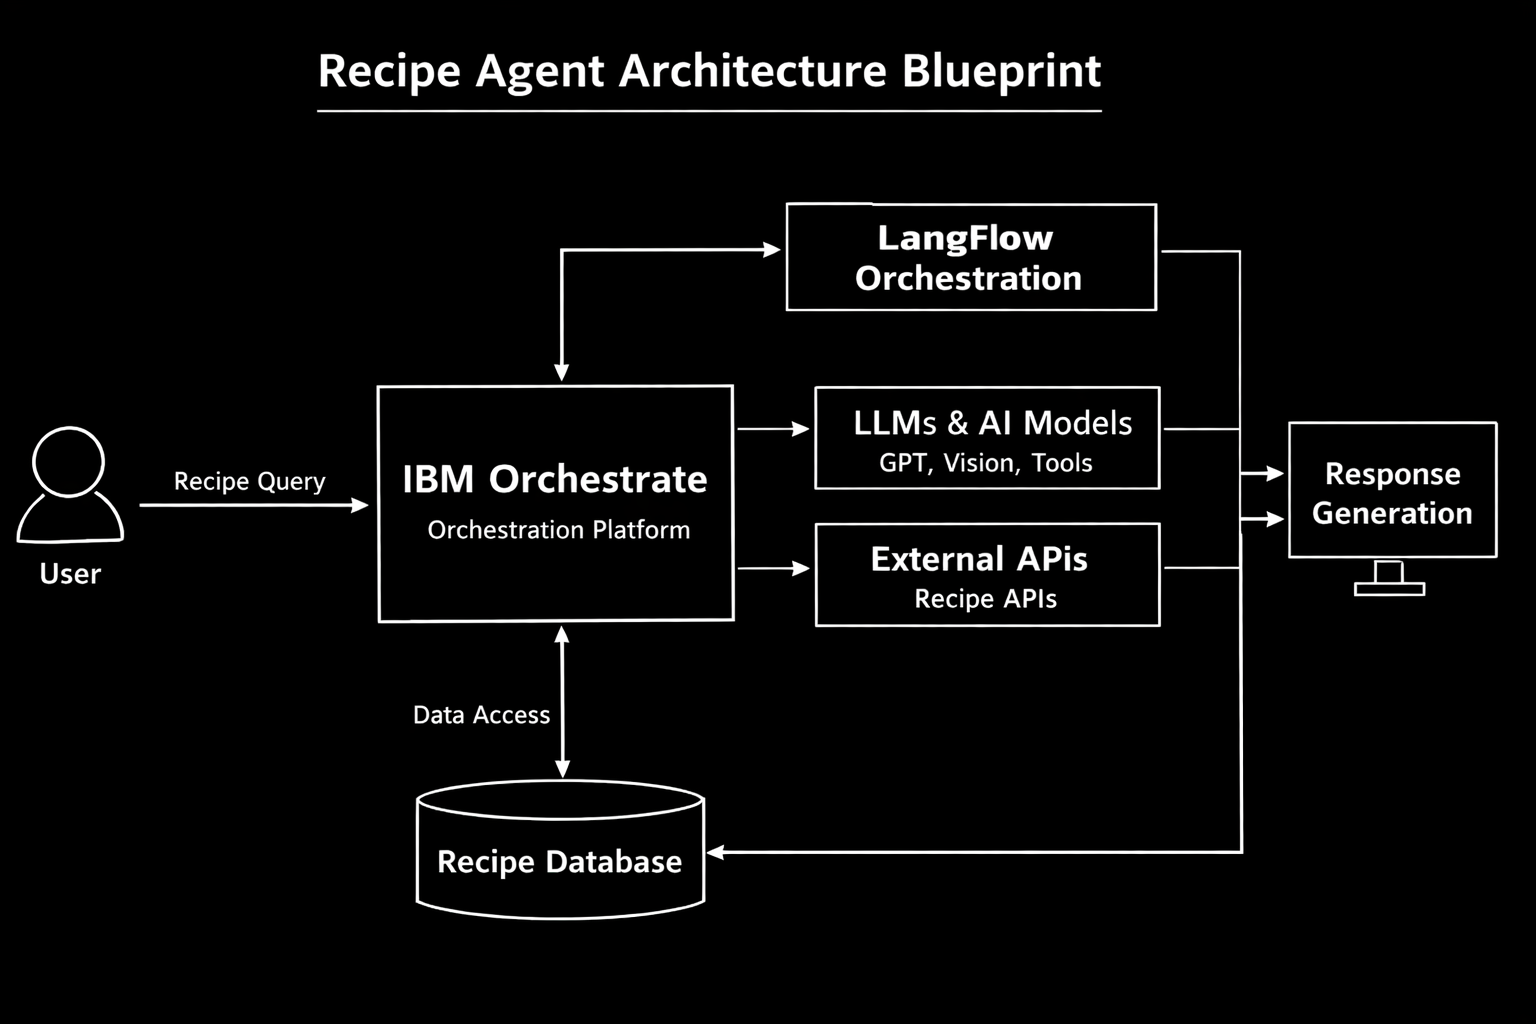 Recipe Agent Architecture Blueprint
LangFlow
Orchestration
LLMs & AI Models
GPT, Vision, Tools
IBM Orchestrate
Orchestration Platform
Recipe Query
User
External APis
Recipe APIs
Response
Generation
Data Access
Recipe Database